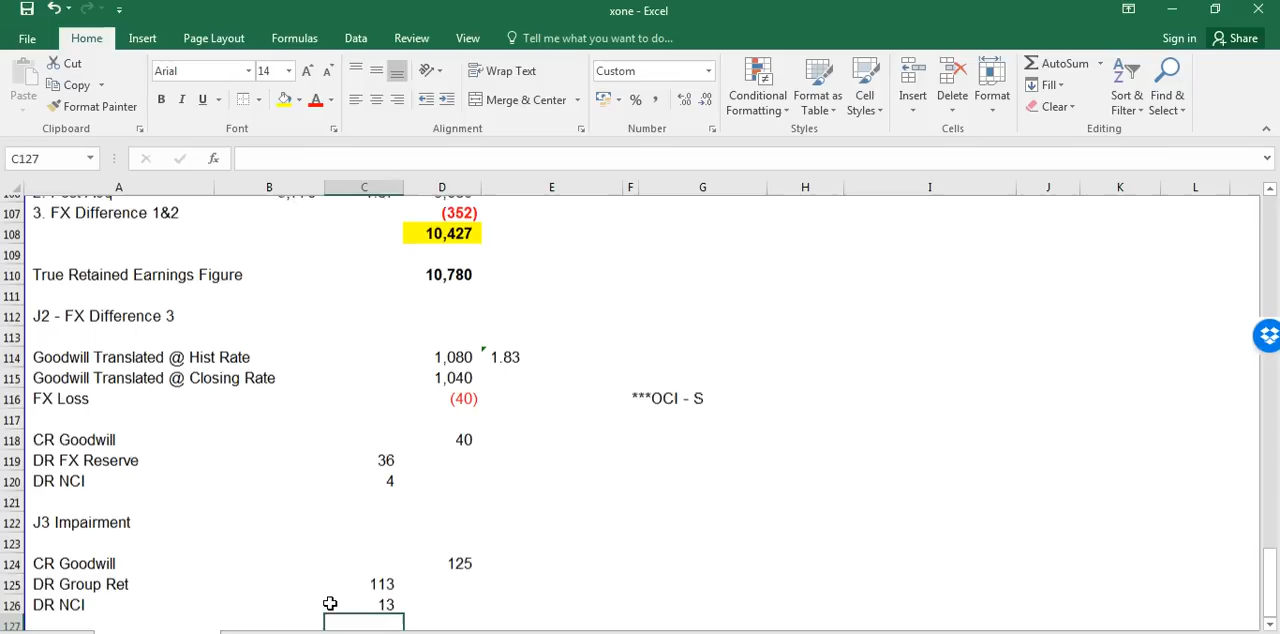 xone - Excel
File Home Insert Page Layout Formulas Data Review View Tell me what you want to do... Sign in Share
Cut Arial 14 Wrap Text Custom AutoSum
Paste Copy Fill
Format Painter B I U Merge & Center % , Conditional Formatting Format as Table Cell Styles Insert Delete Format Clear Sort & Filter Find & Select
Clipboard Font Alignment Number Styles Cells Editing
C127 fx
A B C D E F G H I J K L
107 3. FX Difference 1&2 (352)
108 10,427
109
110 True Retained Earnings Figure 10,780
111
112 J2 - FX Difference 3
113
114 Goodwill Translated @ Hist Rate 1,080 1.83
115 Goodwill Translated @ Closing Rate 1,040
116 FX Loss (40) ***OCI - S
117
118 CR Goodwill 40
119 DR FX Reserve 36
120 DR NCI 4
121
122 J3 Impairment
123
124 CR Goodwill 125
125 DR Group Ret 113
126 DR NCI 13
127